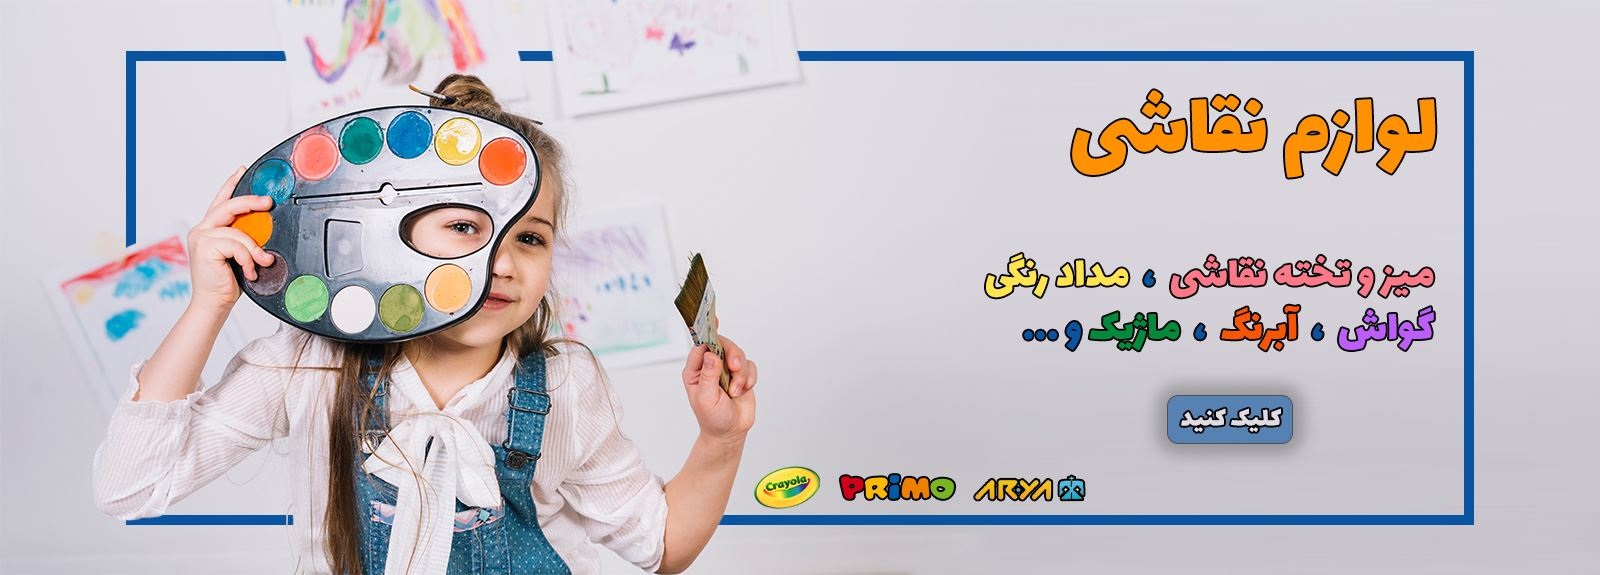 لوازم نقاشی
میز و تخته نقاشی ، مداد رنگی
گواش ، آبرنگ ، ماژیک و ...
کلیک کنید
Crayola PRiMO ARYA